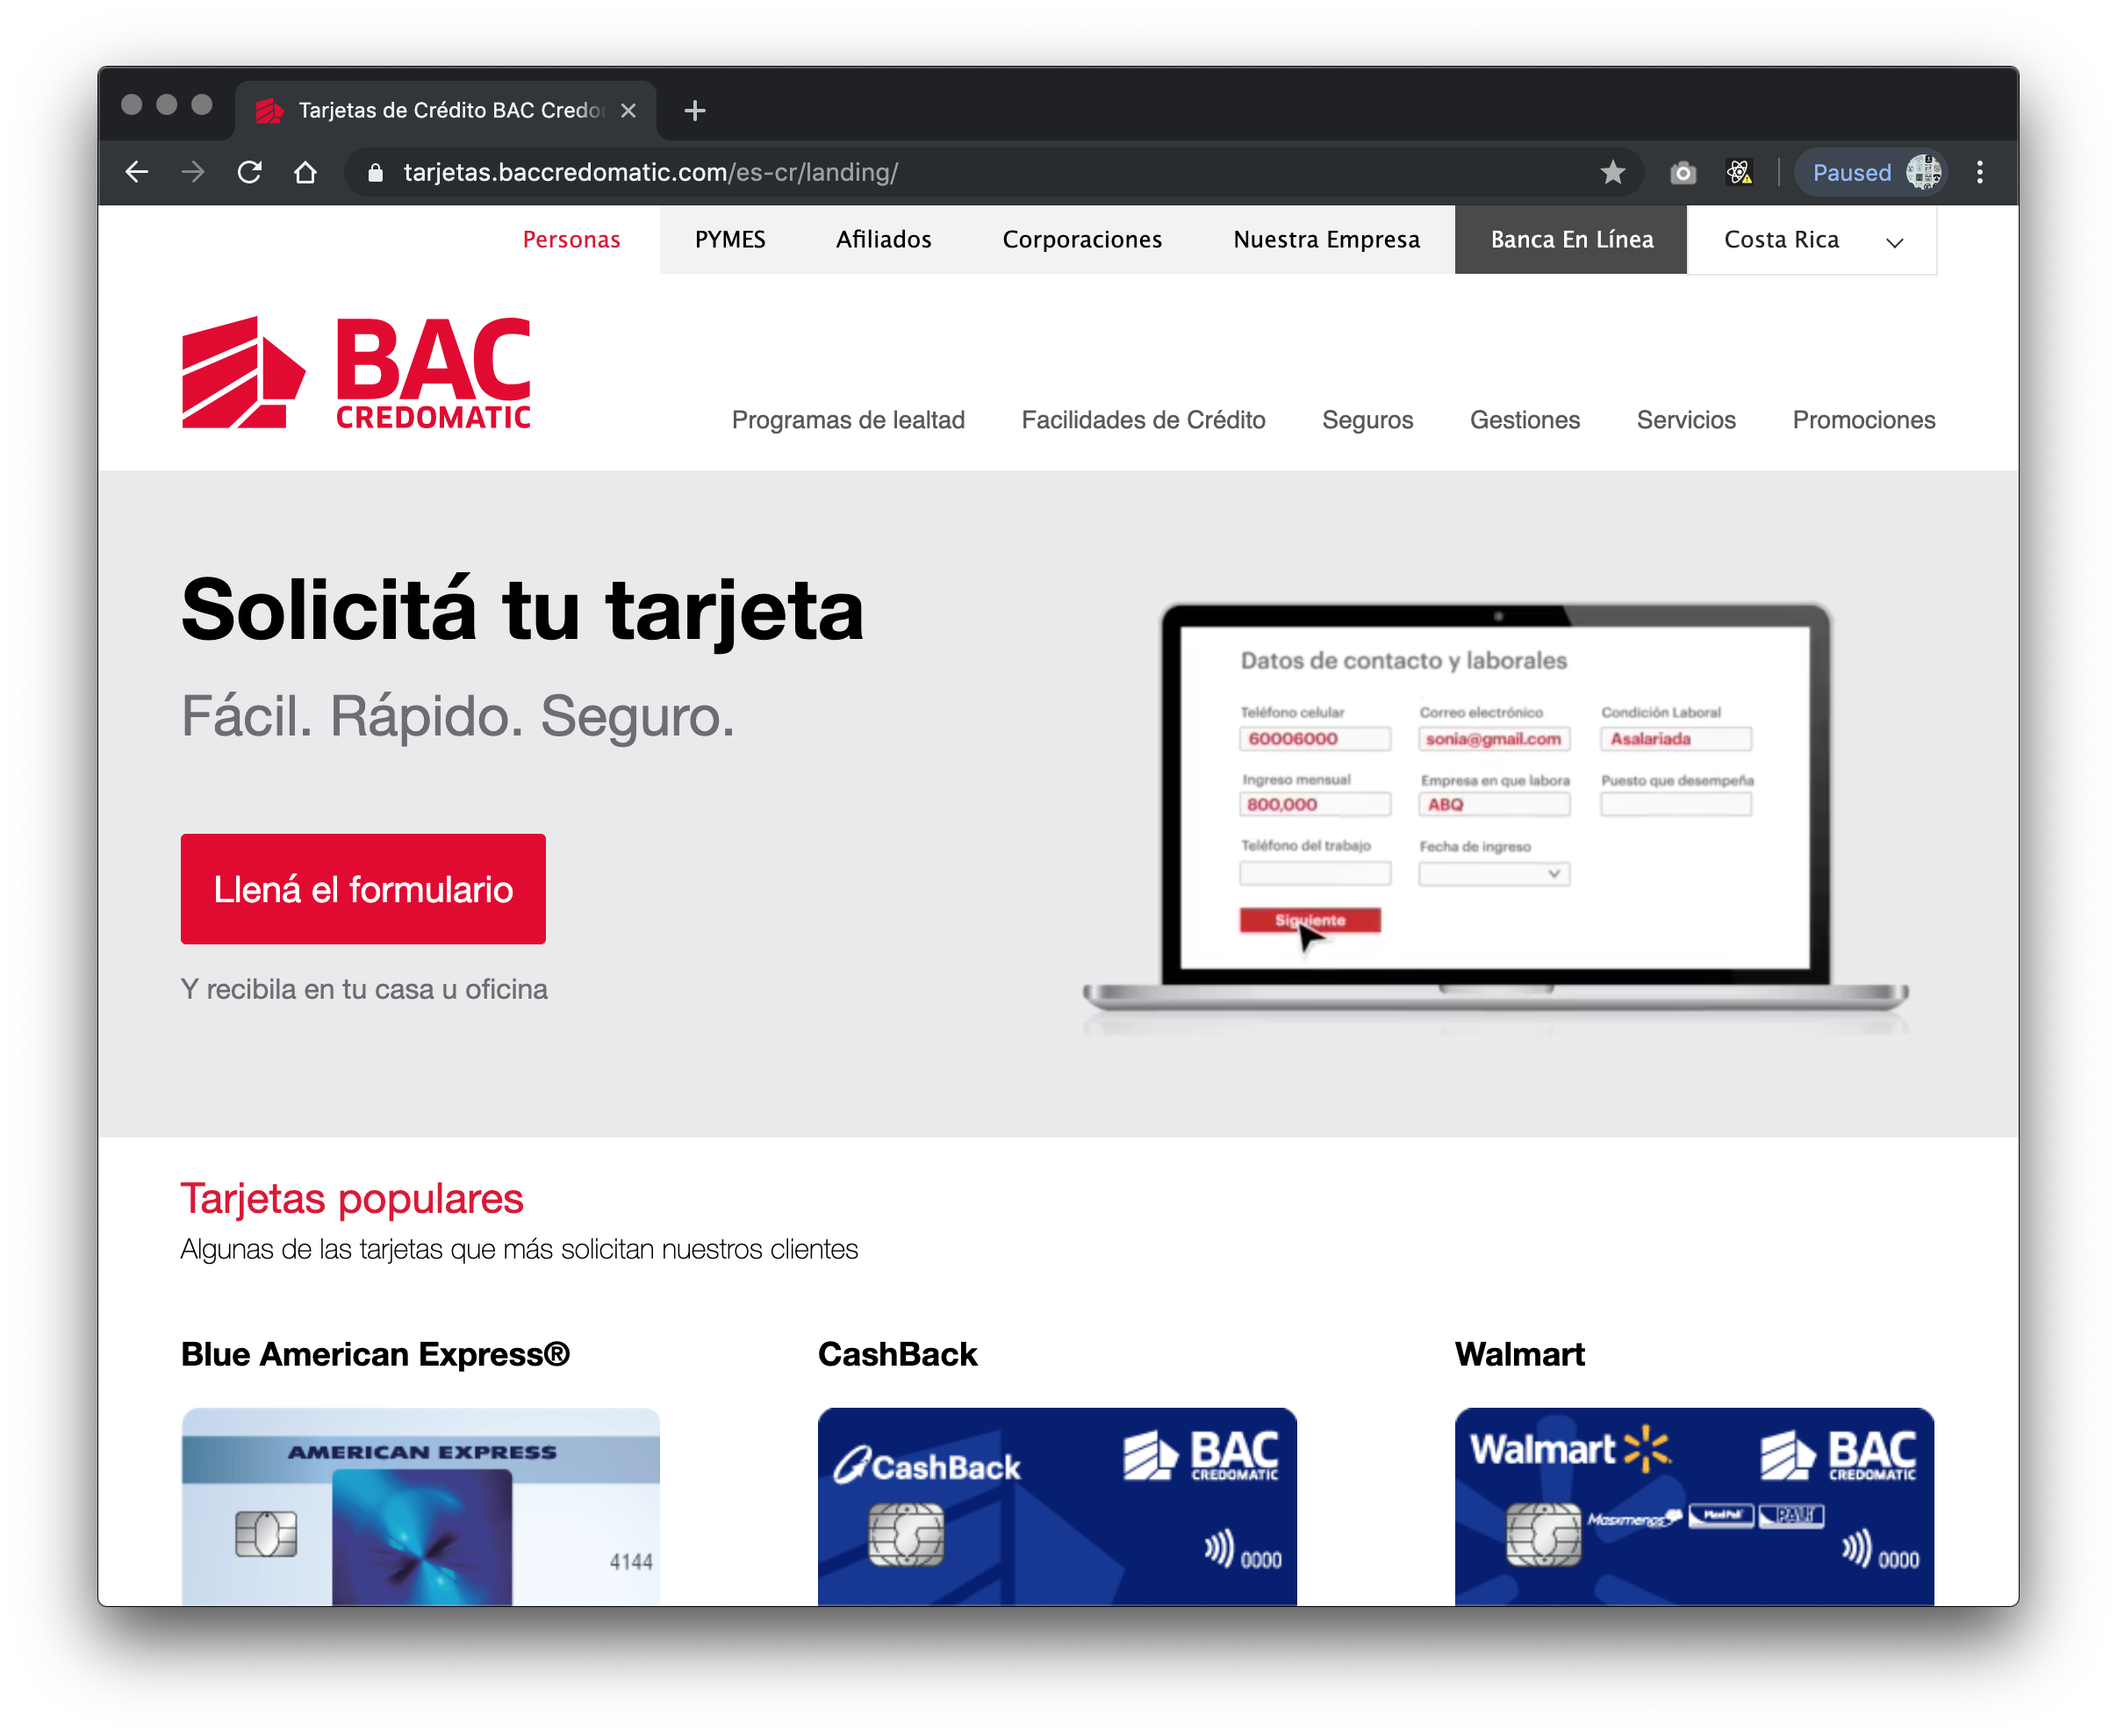 Tarjetas de Crédito BAC Credo
tarjetas.baccredomatic.com/es-cr/landing/
Paused
Personas PYMES Afiliados Corporaciones Nuestra Empresa Banca En Línea Costa Rica
BAC
CREDOMATIC
Programas de lealtad Facilidades de Crédito Seguros Gestiones Servicios Promociones
Solicitá tu tarjeta
Fácil. Rápido. Seguro.
Llená el formulario
Y recibila en tu casa u oficina
Datos de contacto y laborales
Teléfono celular Correo electrónico Condición Laboral
60006000 sonia@gmail.com Asalariada
Ingreso mensual Empresa en que labora Puesto que desempeña
800,000 ABQ
Teléfono del trabajo Fecha de ingreso
Siguiente
Tarjetas populares
Algunas de las tarjetas que más solicitan nuestros clientes
Blue American Express®
AMERICAN EXPRESS
4144
CashBack
CashBack BAC
CREDOMATIC
0000
Walmart
Walmart BAC
CREDOMATIC
Masxmenos MaxiPalí PALÍ
0000